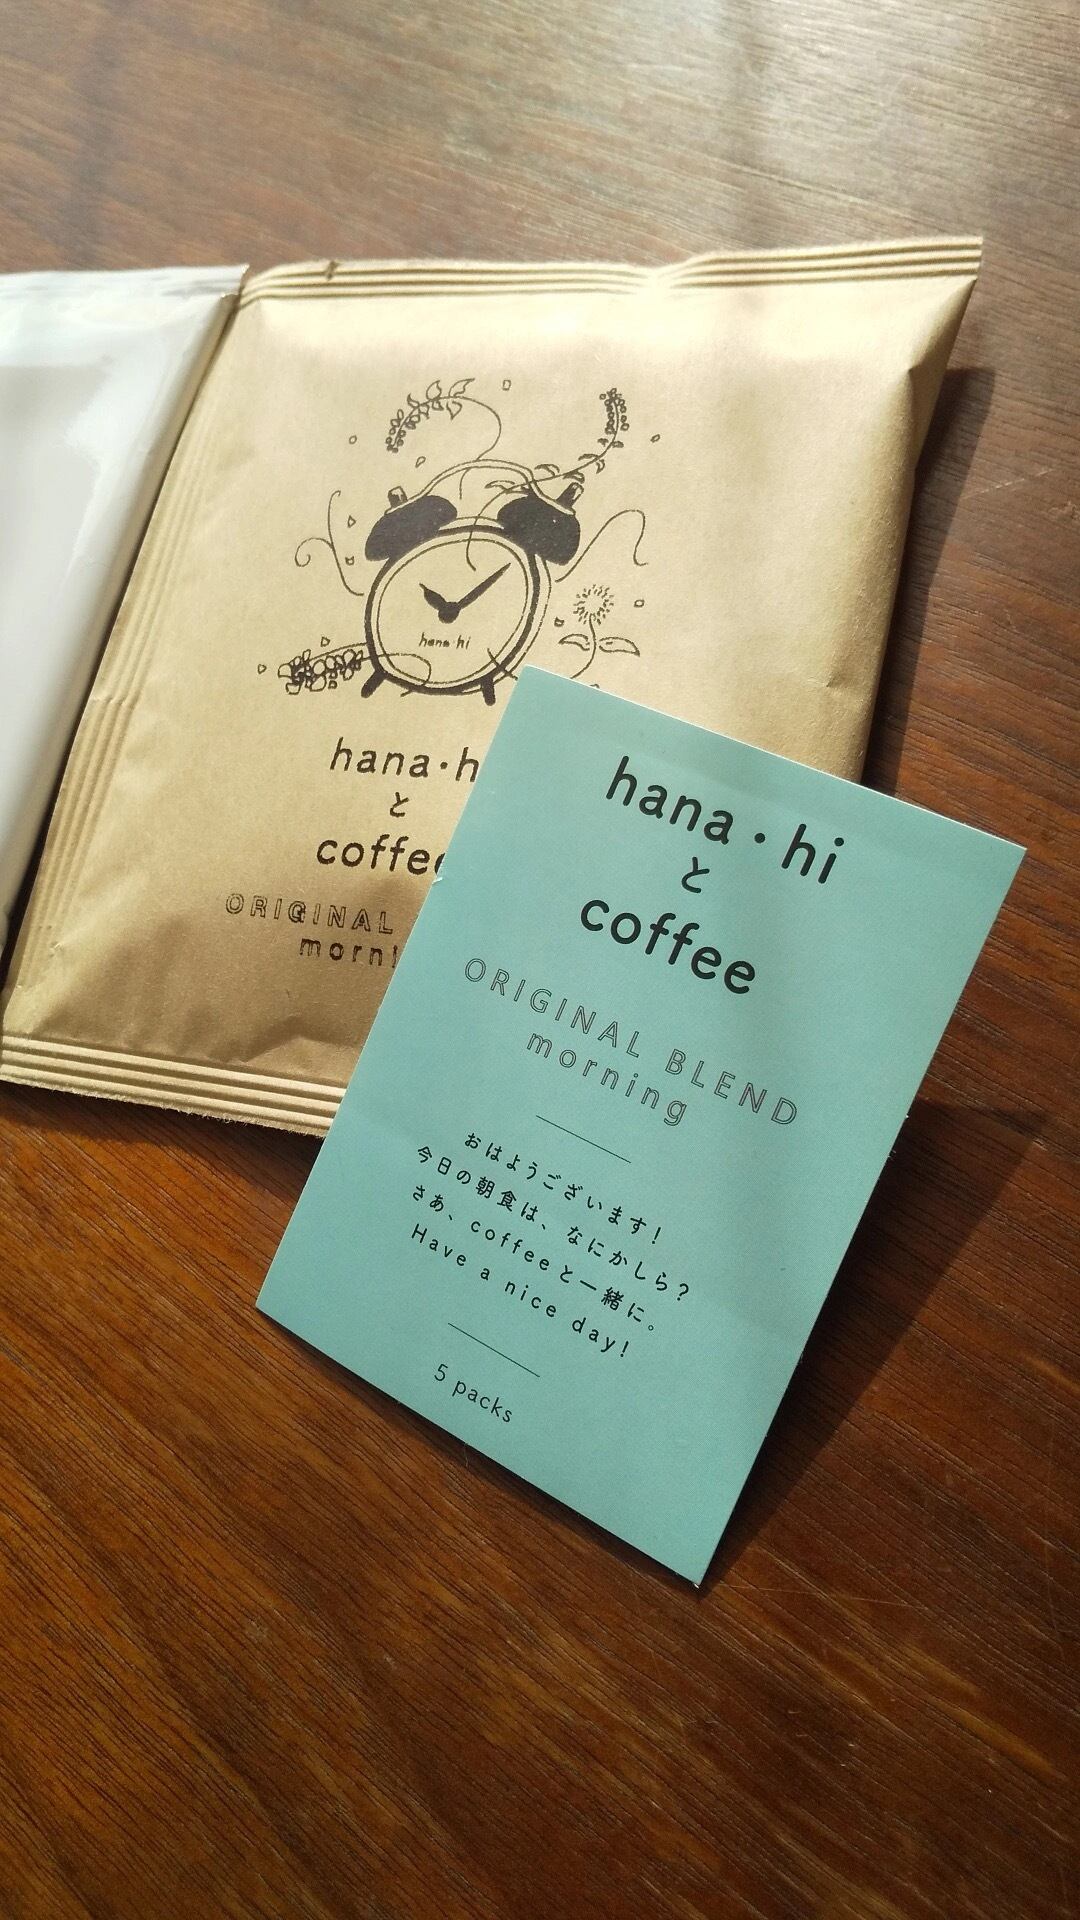 hana・hi
hana・h
と
coffee
ORIGINAL
morni
hana・hi
と
coffee
ORIGINAL BLEND
morning
おはようございます!
今日の朝食は、なにかしら?
さあ、coffeeと一緒に。
Have a nice day!
5 packs